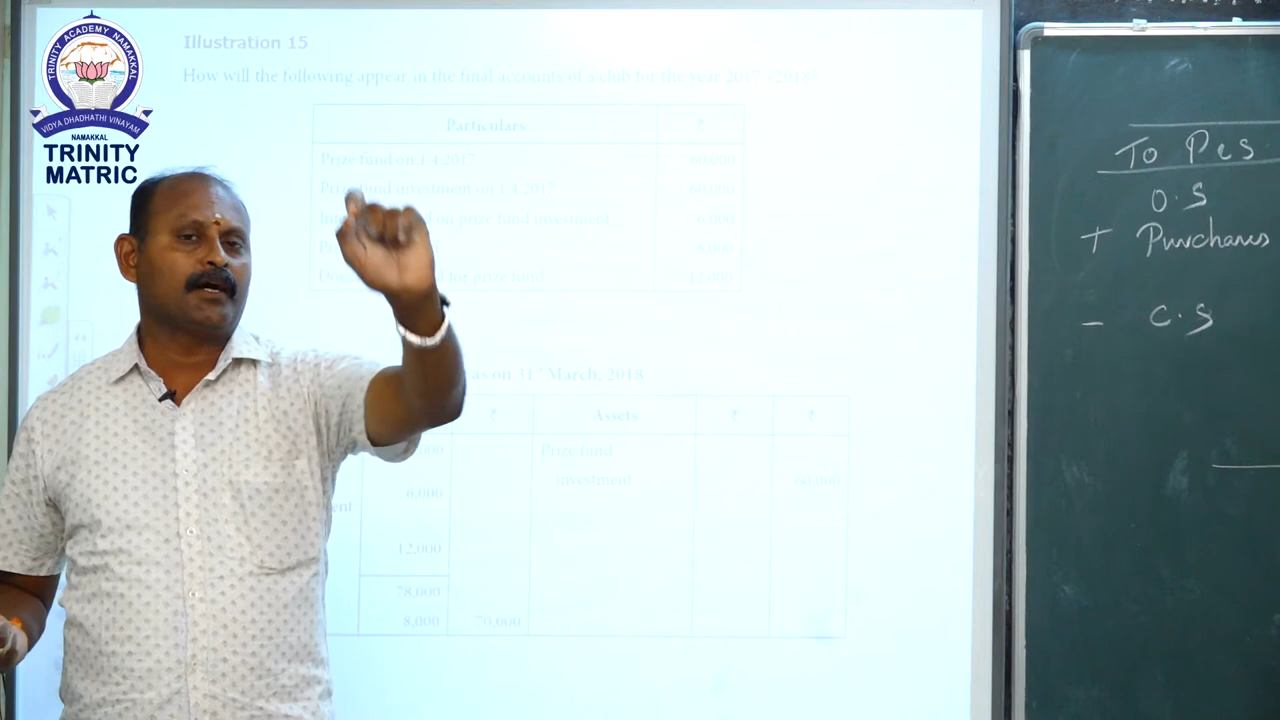 TRINITY ACADEMY NAMAKKAL
VIDYA DHADHATHI VINAYAM
NAMAKKAL
TRINITY
MATRIC
Illustration 15
How will the following appear in the final accounts of a club for the year 2017 - 2018?
Particulars ₹
Prize fund on 1.4.2017 60,000
Prize fund investment on 1.4.2017 60,000
on prize fund investment 6,000
8,000
for prize fund 12,000
as on 31st March, 2018
₹ Assets ₹ ₹
Prize fund
investment 60,000
6,000
ent
12,000
78,000
8,000 70,000
To Pcs
O.S
+ Purchases
- C.S